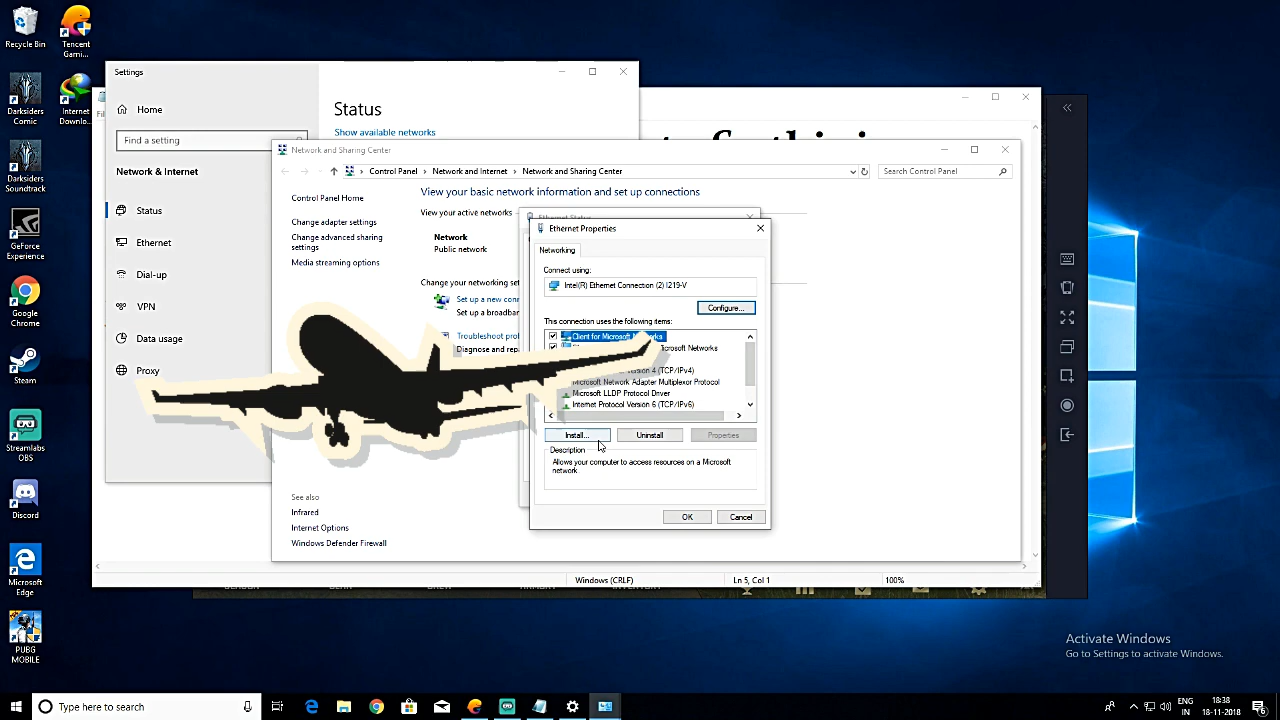 Recycle Bin
Tencent
Gami...
Darksiders
Comic
Internet
Downlo...
Darksiders
Soundtrack
GeForce
Experience
Google
Chrome
Steam
Streamlabs
OBS
Discord
Microsoft
Edge
PUBG
MOBILE
Settings
Home
Find a setting
Network & Internet
Status
Ethernet
Dial-up
VPN
Data usage
Proxy
Status
Show available networks
Network and Sharing Center
Control Panel
Network and Internet
Network and Sharing Center
Search Control Panel
Control Panel Home
Change adapter settings
Change advanced sharing
settings
Media streaming options
See also
Infrared
Internet Options
Windows Defender Firewall
View your basic network information and set up connections
View your active networks
Network
Public network
Change your networking
Set up a new conn
Set up a broadba
Troubleshoot pro
Diagnose and rep
Ethernet Status
Ethernet Properties
Networking
Connect using:
Intel(R) Ethernet Connection (2) I219-V
Configure...
This connection uses the following items:
Client for Microsoft Networks
Microsoft Networks
Version 4 (TCP/IPv4)
Microsoft Network Adapter Multiplexor Protocol
Microsoft LLDP Protocol Driver
Internet Protocol Version 6 (TCP/IPv6)
Install...
Uninstall
Properties
Description
Allows your computer to access resources on a Microsoft
network
OK
Cancel
Windows (CRLF)
Ln 5, Col 1
100%
Activate Windows
Go to Settings to activate Windows.
Type here to search
ENG
IN
18:38
18-11-2018